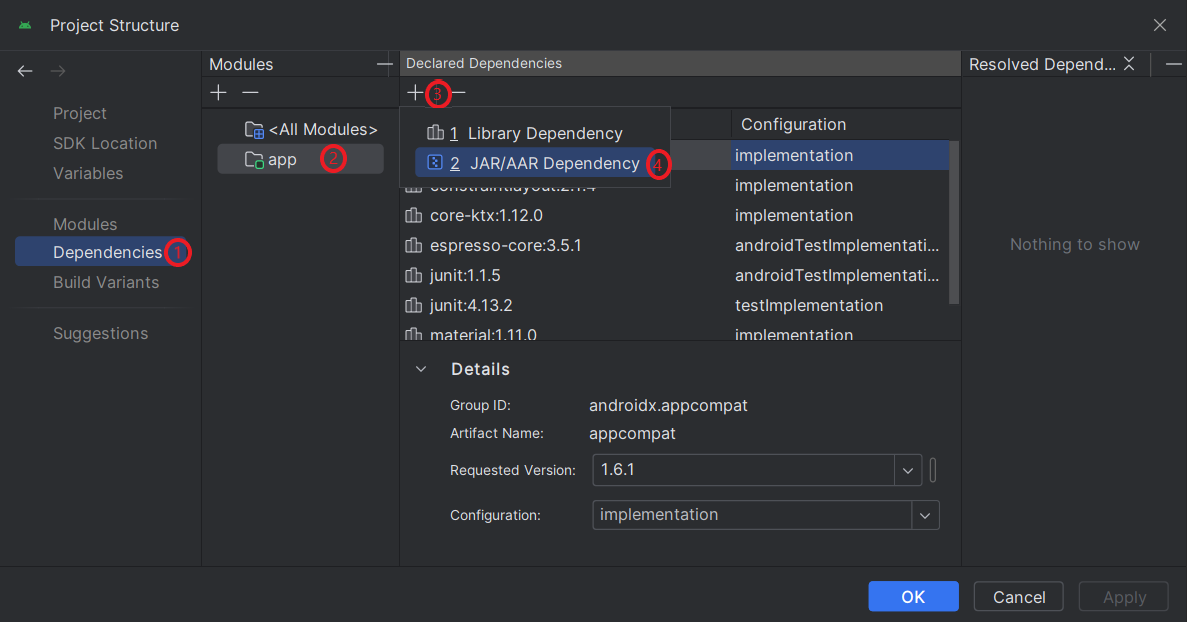 Project Structure
Modules
Declared Dependencies
Resolved Depend...
Project
SDK Location
Variables
Modules
Dependencies 1
Build Variants
Suggestions
<All Modules>
app 2
3
1 Library Dependency
2 JAR/AAR Dependency 4
Configuration
implementation
constraintlayout:2.1.4 implementation
core-ktx:1.12.0 implementation
espresso-core:3.5.1 androidTestImplementati...
junit:1.1.5 androidTestImplementati...
junit:4.13.2 testImplementation
material:1.11.0 implementation
Nothing to show
Details
Group ID: androidx.appcompat
Artifact Name: appcompat
Requested Version: 1.6.1
Configuration: implementation
OK
Cancel
Apply